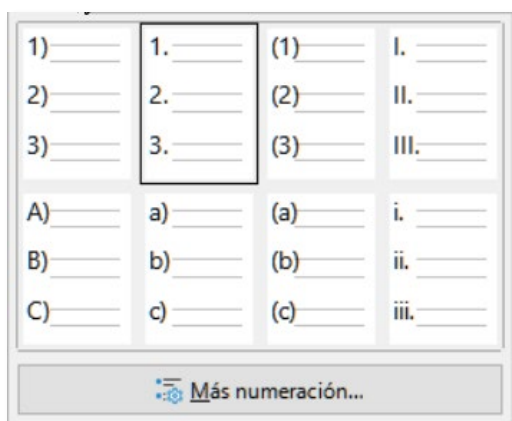 1) 1. (1) I.
2) 2. (2) II.
3) 3. (3) III.
A) a) (a) i.
B) b) (b) ii.
C) c) (c) iii.
Más numeración...